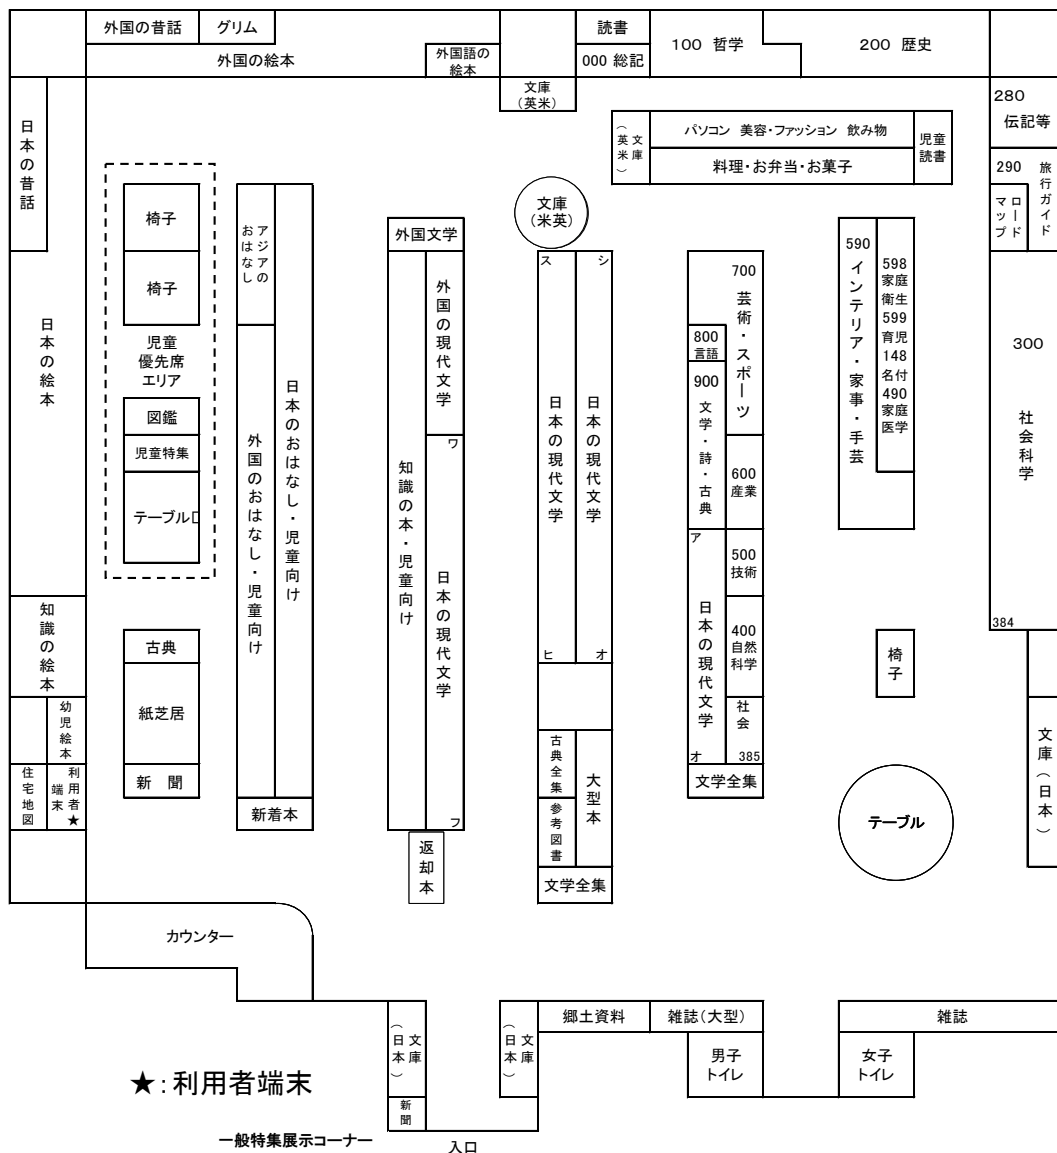 外国の昔話
グリム
読書
100 哲学
200 歴史
外国の絵本
外国語の
絵本
000 総記
文庫
(英米)
280
伝記等
日本の昔話
文庫
(英米)
パソコン 美容・ファッション 飲み物
料理・お弁当・お菓子
児童
読書
290
旅行ガイド
ロード
マップ
椅子
椅子
児童
優先席
エリア
図鑑
児童特集
テーブル
アジアの
おはなし
外国文学
文庫
(米英)
日本の絵本
外国のおはなし・児童向け
日本のおはなし・児童向け
知識の本・児童向け
外国の現代文学
ワ
日本の現代文学
フ
ス
日本の現代文学
ヒ
シ
日本の現代文学
オ
700
芸術・スポーツ
800
言語
900
文学・詩・古典
600
産業
ア
日本の現代文学
オ
500
技術
400
自然
科学
社会
385
文学全集
590
インテリア・家事・手芸
598
家庭
衛生
599
育児
148
名付
490
家庭
医学
300
社会科学
384
知識の絵本
古典
紙芝居
新聞
幼児絵本
住宅地図
利用者
端末★
新着本
返却本
古典全集
参考図書
大型本
文学全集
椅子
テーブル
文庫(日本)
カウンター
文庫
(日本)
新聞
文庫
(日本)
郷土資料
雑誌(大型)
雑誌
男子
トイレ
女子
トイレ
★:利用者端末
一般特集展示コーナー
入口